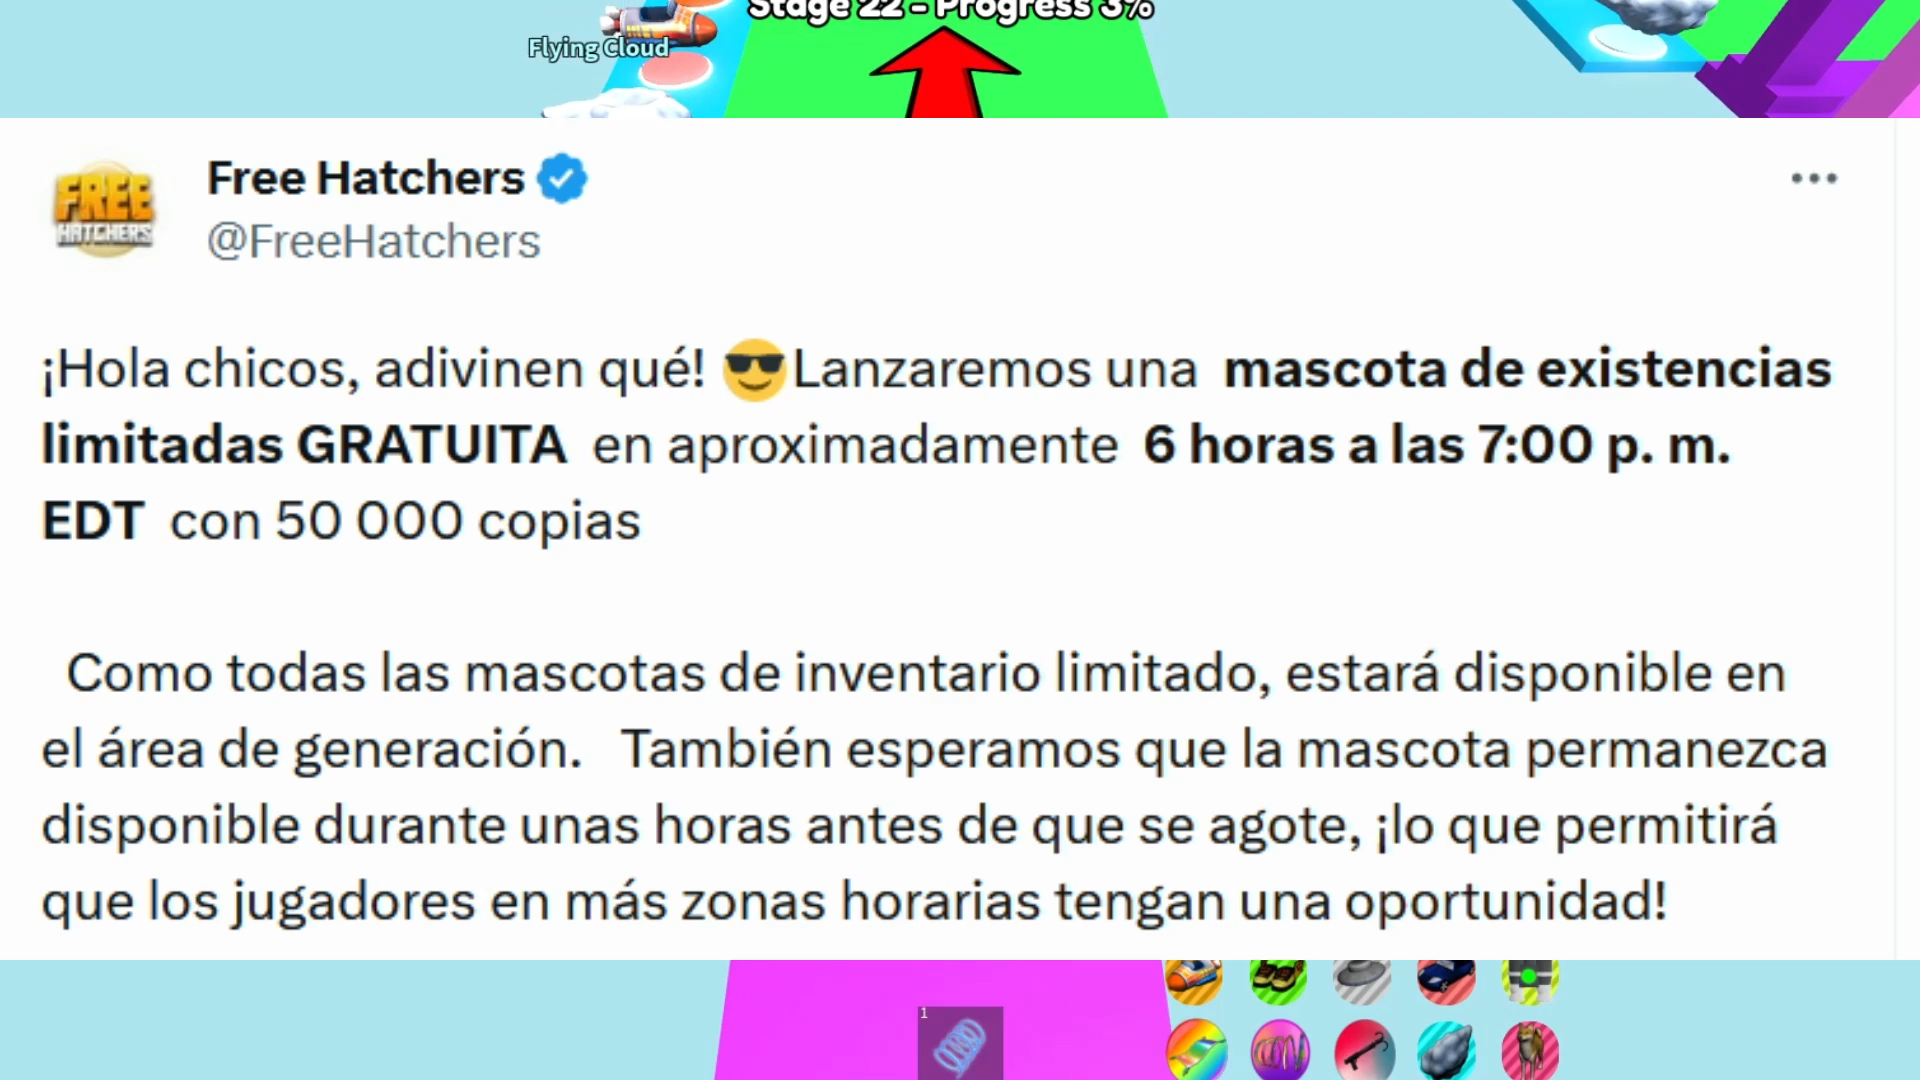 Stage 22 - Progress 3%
Flying Cloud
FREE
HATCHERS
Free Hatchers
@FreeHatchers
¡Hola chicos, adivinen qué! 😎Lanzaremos una mascota de existencias
limitadas GRATUITA en aproximadamente 6 horas a las 7:00 p. m.
EDT con 50 000 copias
Como todas las mascotas de inventario limitado, estará disponible en
el área de generación. También esperamos que la mascota permanezca
disponible durante unas horas antes de que se agote, ¡lo que permitirá
que los jugadores en más zonas horarias tengan una oportunidad!
1